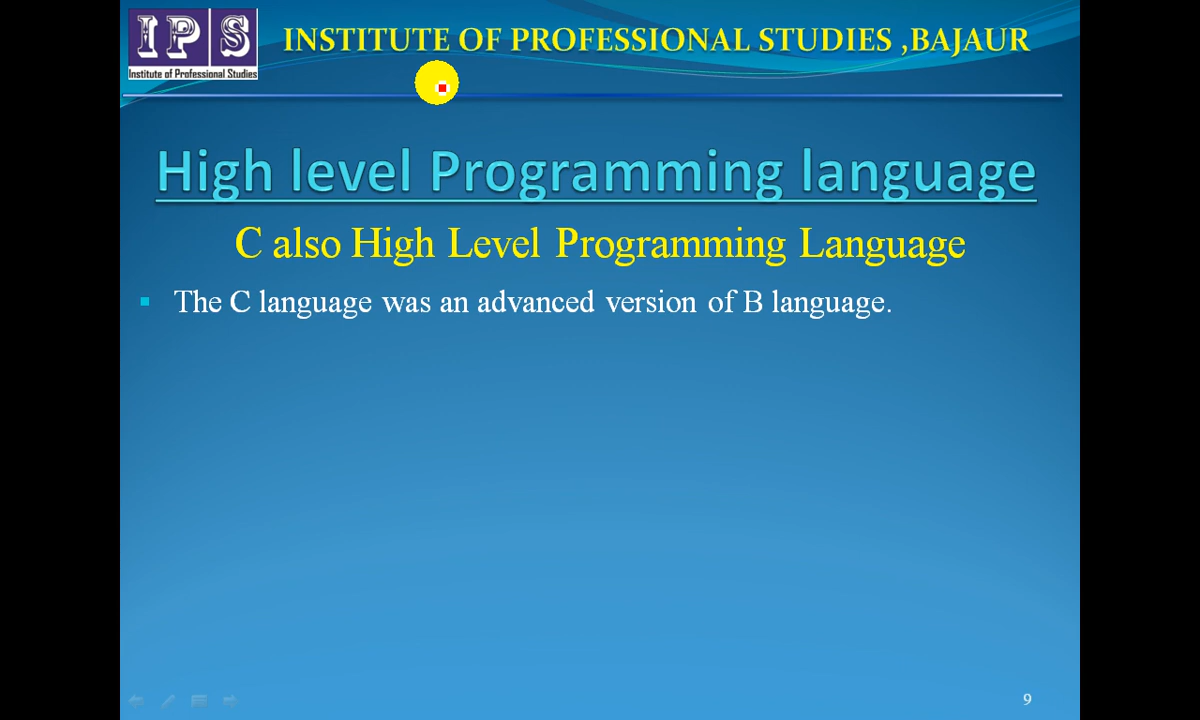 IPS
Institute of Professional Studies
INSTITUTE OF PROFESSIONAL STUDIES ,BAJAUR
High level Programming language
C also High Level Programming Language
The C language was an advanced version of B language.
9